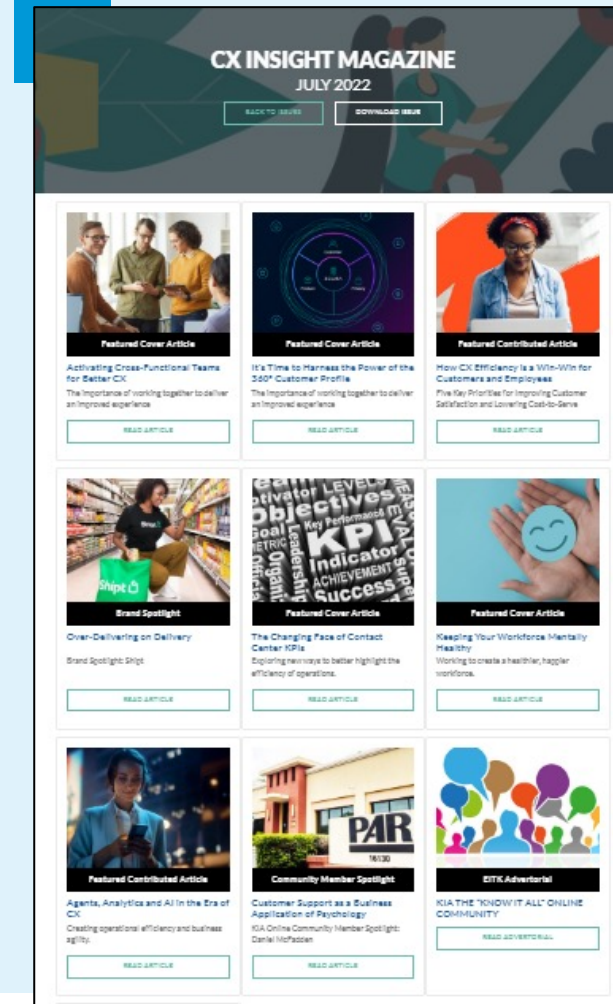 CX INSIGHT MAGAZINE
JULY 2022
BACK TO ISSUES
DOWNLOAD ISSUE
Featured Cover Article
Activating Cross-Functional Teams
for Better CX
The importance of working together to deliver
an improved experience
READ ARTICLE
Featured Cover Article
It's Time to Harness the Power of the
360° Customer Profile
The importance of working together to deliver
an improved experience
READ ARTICLE
Featured Contributed Article
How CX Efficiency is a Win-Win for
Customers and Employees
Five Key Priorities for Improving Customer
Satisfaction and Lowering Cost-to-Serve
READ ARTICLE
Shipt
Brand Spotlight
Over-Delivering on Delivery
Brand Spotlight: Shipt
READ ARTICLE
LEVELS
Objectives
Goal
Key Performance
METRIC
KPI
Leadership
Indicator
ACHIEVEMENT
Success
VALUE
Featured Cover Article
The Changing Face of Contact
Center KPIs
Exploring new ways to better highlight the
efficiency of operations.
READ ARTICLE
Featured Cover Article
Keeping Your Workforce Mentally
Healthy
Working to create a healthier, happier
workforce.
READ ARTICLE
Featured Contributed Article
Agents, Analytics and AI in the Era of
CX
Creating operational efficiency and business
agility.
READ ARTICLE
PAR
16130
Community Member Spotlight
Customer Support as a Business
Application of Psychology
KIA Online Community Member Spotlight:
Daniel McFadden
READ ARTICLE
EITK Advertorial
KIA THE "KNOW IT ALL" ONLINE
COMMUNITY
READ ADVERTORIAL